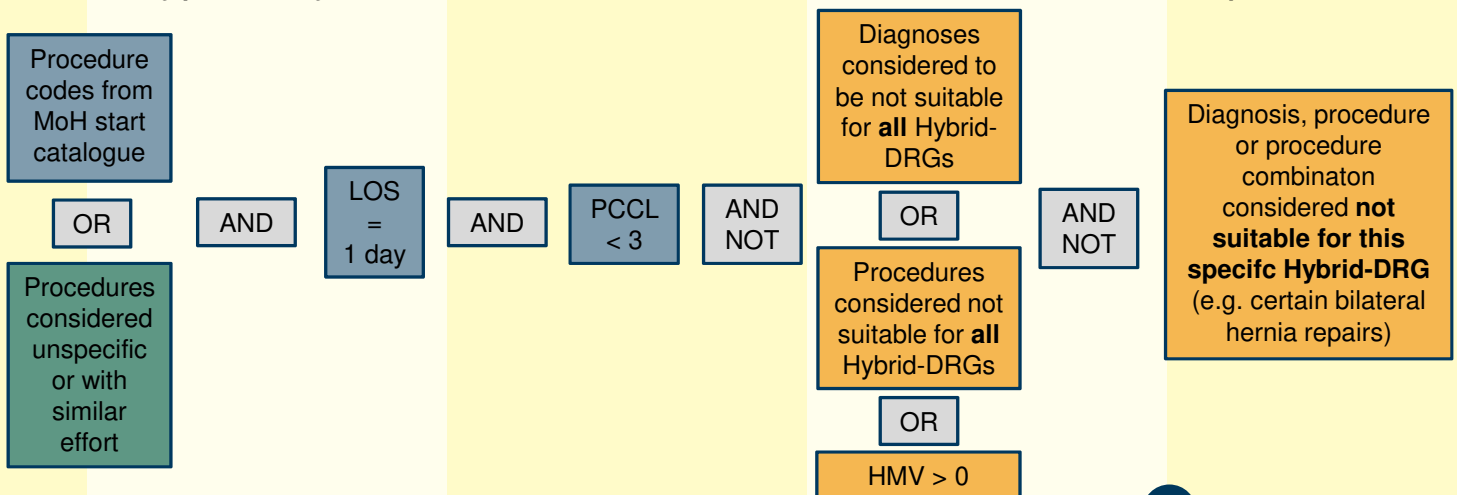 Procedure
codes from
MoH start
catalogue
OR
Procedures
considered
unspecific
or with
similar
effort
AND
LOS
=
1 day
AND
PCCL
< 3
AND
NOT
Diagnoses
considered to
be not suitable
for all Hybrid-
DRGs
OR
Procedures
considered not
suitable for all
Hybrid-DRGs
OR
HMV > 0
AND
NOT
Diagnosis, procedure
or procedure
combinaton
considered not
suitable for this
specifc Hybrid-DRG
(e.g. certain bilateral
hernia repairs)